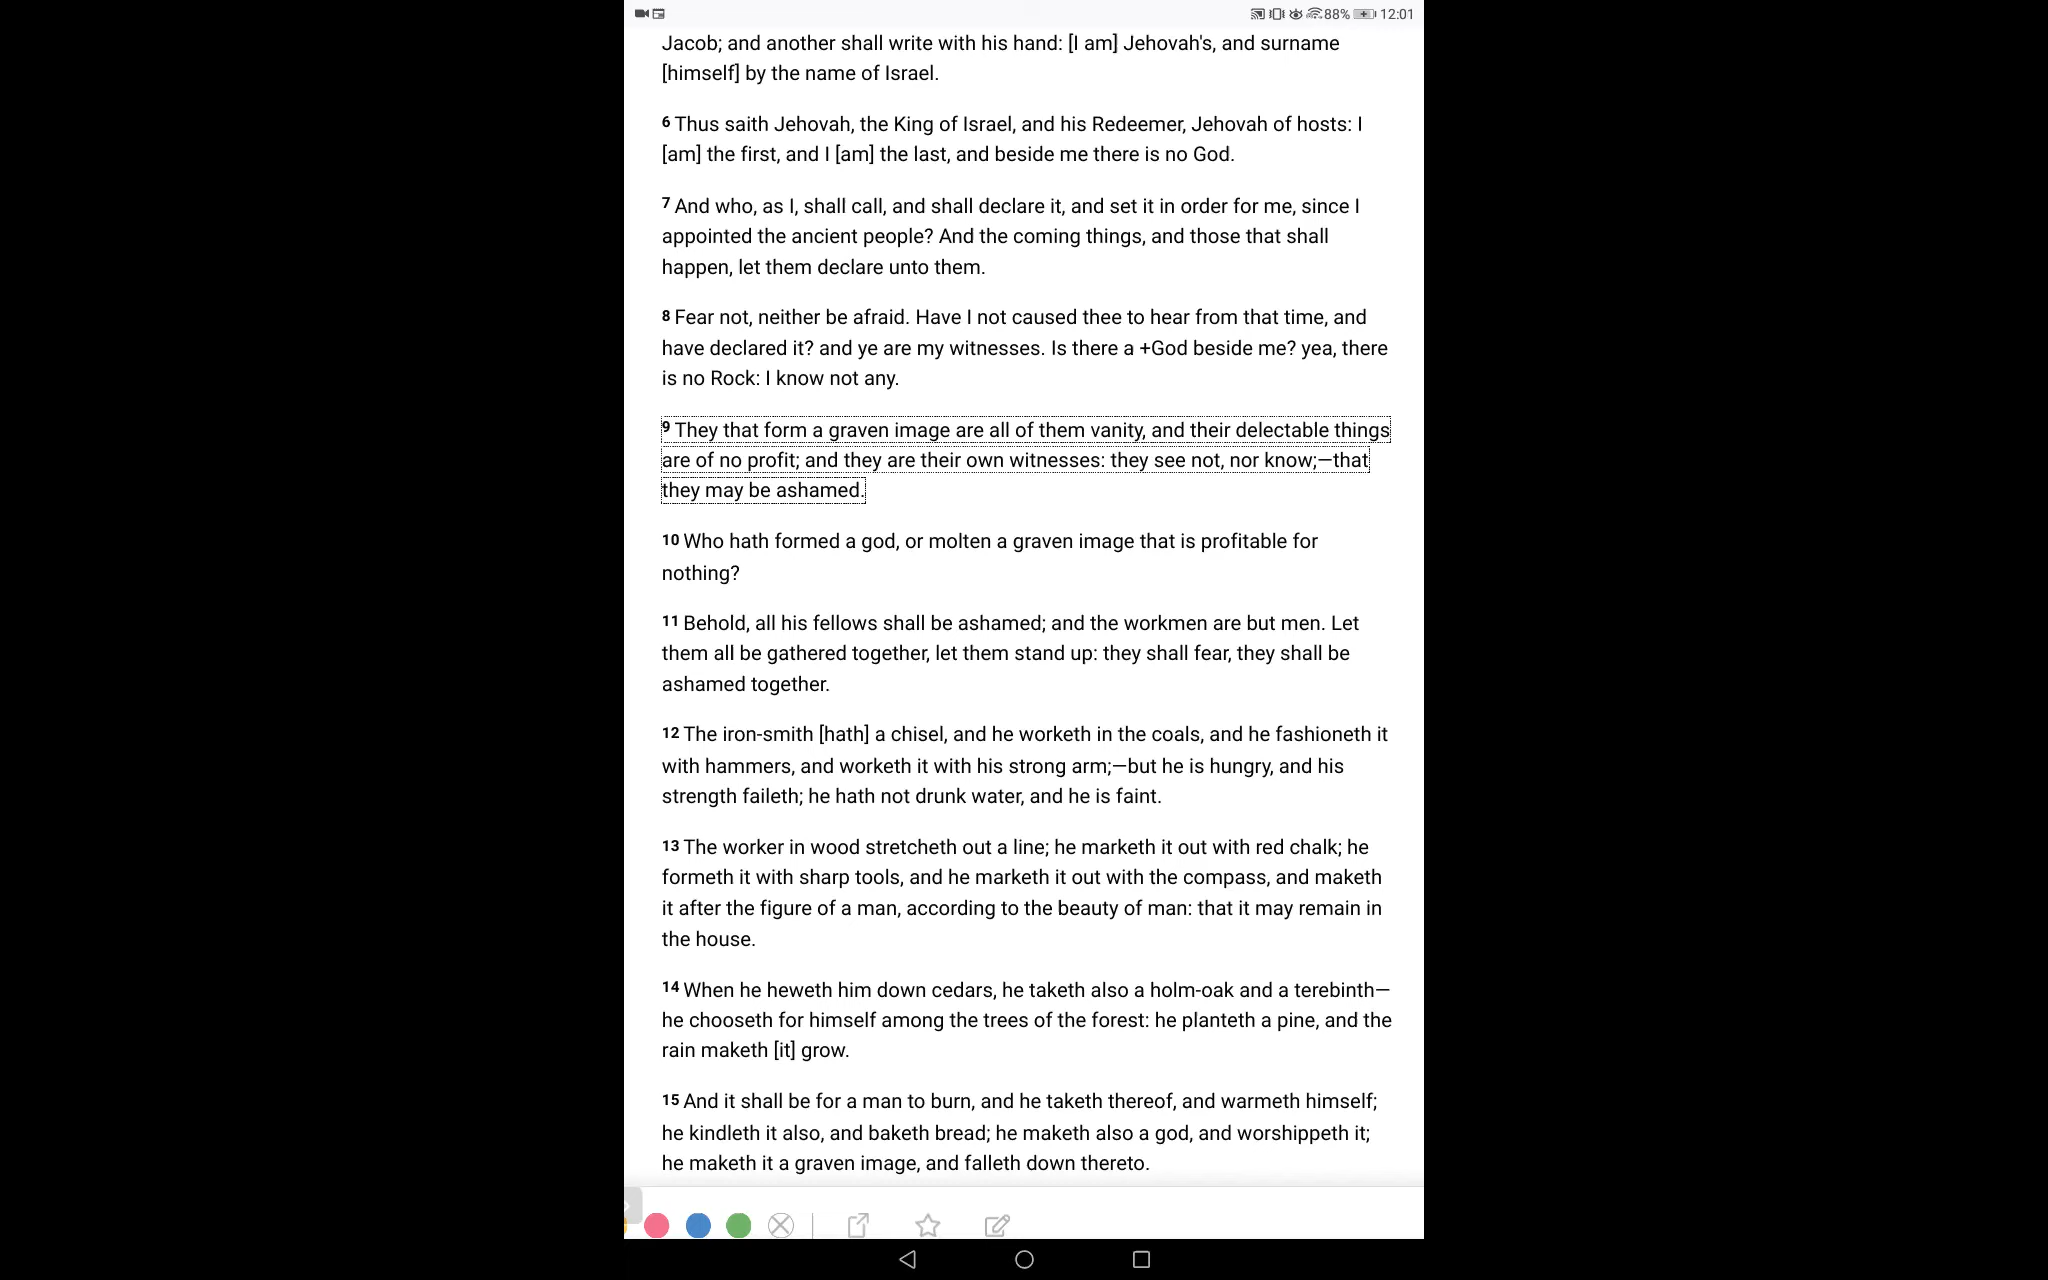 88% 12:01
Jacob; and another shall write with his hand: [I am] Jehovah's, and surname
[himself] by the name of Israel.
6 Thus saith Jehovah, the King of Israel, and his Redeemer, Jehovah of hosts: I
[am] the first, and I [am] the last, and beside me there is no God.
7 And who, as I, shall call, and shall declare it, and set it in order for me, since I
appointed the ancient people? And the coming things, and those that shall
happen, let them declare unto them.
8 Fear not, neither be afraid. Have I not caused thee to hear from that time, and
have declared it? and ye are my witnesses. Is there a +God beside me? yea, there
is no Rock: I know not any.
9 They that form a graven image are all of them vanity, and their delectable things
are of no profit; and they are their own witnesses: they see not, nor know;—that
they may be ashamed.
10 Who hath formed a god, or molten a graven image that is profitable for
nothing?
11 Behold, all his fellows shall be ashamed; and the workmen are but men. Let
them all be gathered together, let them stand up: they shall fear, they shall be
ashamed together.
12 The iron-smith [hath] a chisel, and he worketh in the coals, and he fashioneth it
with hammers, and worketh it with his strong arm;—but he is hungry, and his
strength faileth; he hath not drunk water, and he is faint.
13 The worker in wood stretcheth out a line; he marketh it out with red chalk; he
formeth it with sharp tools, and he marketh it out with the compass, and maketh
it after the figure of a man, according to the beauty of man: that it may remain in
the house.
14 When he heweth him down cedars, he taketh also a holm-oak and a terebinth—
he chooseth for himself among the trees of the forest: he planteth a pine, and the
rain maketh [it] grow.
15 And it shall be for a man to burn, and he taketh thereof, and warmeth himself;
he kindleth it also, and baketh bread; he maketh also a god, and worshippeth it;
he maketh it a graven image, and falleth down thereto.